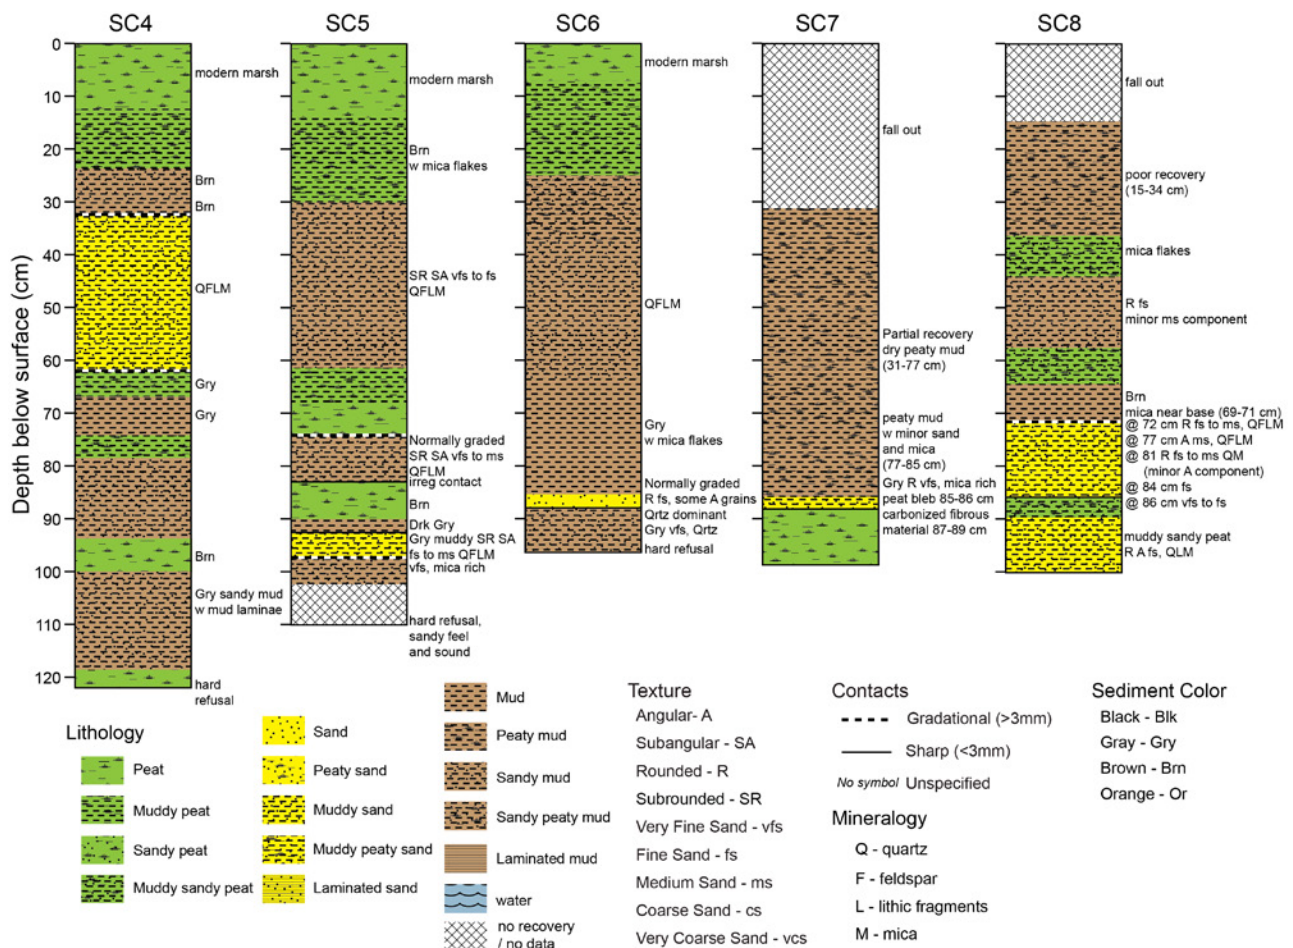 SC4
SC5
SC6
SC7
SC8
Depth below surface (cm)
0
10
20
30
40
50
60
70
80
90
100
110
120
modern marsh
Brn
Brn
QFLM
Gry
Gry
Brn
Gry sandy mud
w mud laminae
hard
refusal
modern marsh
Brn
w mica flakes
SR SA vfs to fs
QFLM
Normally graded
SR SA vfs to ms
QFLM
irreg contact
Brn
Drk Gry
Gry muddy SR SA
fs to ms QFLM
vfs, mica rich
hard refusal,
sandy feel
and sound
modern marsh
QFLM
Gry
w mica flakes
Normally graded
R fs, some A grains
Qrtz dominant
Gry vfs, Qrtz
hard refusal
fall out
Partial recovery
dry peaty mud
(31-77 cm)
peaty mud
w minor sand
and mica
(77-85 cm)
Gry R vfs, mica rich
peat bleb 85-86 cm
carbonized fibrous
material 87-89 cm
fall out
poor recovery
(15-34 cm)
mica flakes
R fs
minor ms component
Brn
mica near base (69-71 cm)
@ 72 cm R fs to ms, QFLM
@ 77 cm A ms, QFLM
@ 81 R fs to ms QM
(minor A component)
@ 84 cm fs
@ 86 cm vfs to fs
muddy sandy peat
R A fs, QLM
Lithology
Peat
Muddy peat
Sandy peat
Muddy sandy peat
Sand
Peaty sand
Muddy sand
Muddy peaty sand
Laminated sand
Mud
Peaty mud
Sandy mud
Sandy peaty mud
Laminated mud
water
no recovery
/ no data
Texture
Angular- A
Subangular - SA
Rounded - R
Subrounded - SR
Very Fine Sand - vfs
Fine Sand - fs
Medium Sand - ms
Coarse Sand - cs
Very Coarse Sand - vcs
Contacts
Gradational (>3mm)
Sharp (<3mm)
No symbol Unspecified
Mineralogy
Q - quartz
F - feldspar
L - lithic fragments
M - mica
Sediment Color
Black - Blk
Gray - Gry
Brown - Brn
Orange - Or